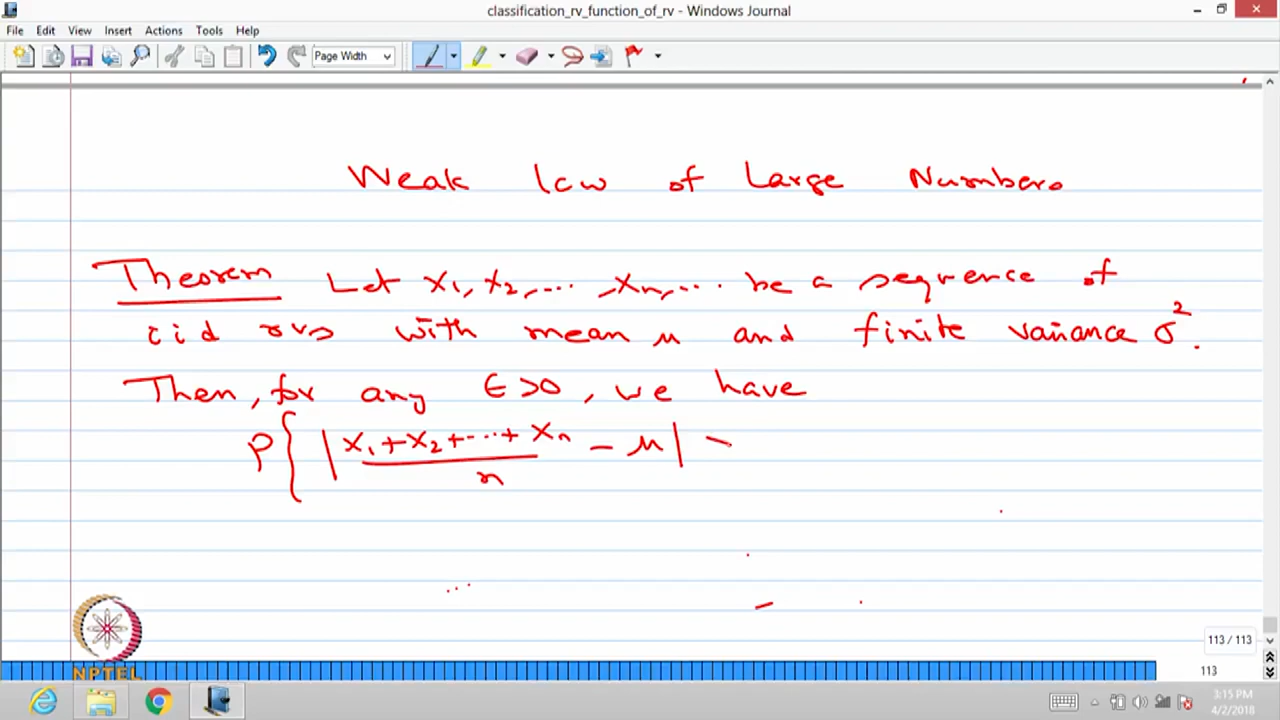 classification_rv_function_of_rv - Windows Journal
File Edit View Insert Actions Tools Help
Page Width
Weak law of Large Numbers
Theorem Let X1, X2, ... , Xn, ... be a sequence of
iid rvs with mean μ and finite variance σ².
Then, for any ϵ>0, we have
P{ | X1+X2+...+ Xn / n - μ |
113 / 113
NPTEL
113
3:15 PM
4/2/2018